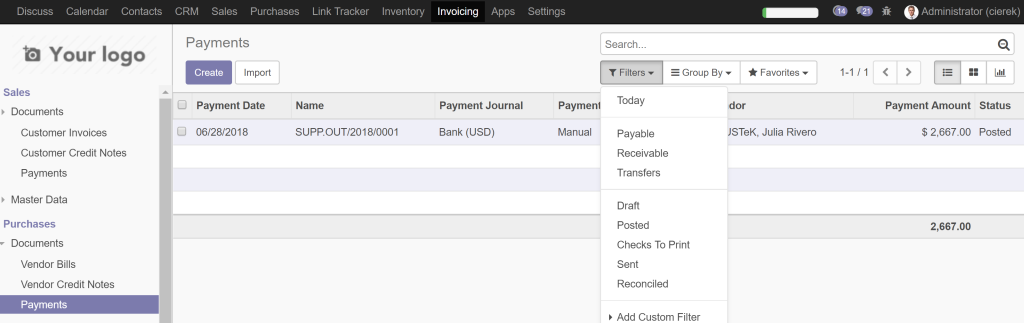 Discuss Calendar Contacts CRM Sales Purchases Link Tracker Inventory Invoicing Apps Settings 14 21 Administrator (cierek)
Your logo
Payments
Search...
Create Import
Filters Group By Favorites 1-1 / 1
Sales
Documents
Customer Invoices
Customer Credit Notes
Payments
Master Data
Purchases
Documents
Vendor Bills
Vendor Credit Notes
Payments
Payment Date Name Payment Journal Payment dor Payment Amount Status
06/28/2018 SUPP.OUT/2018/0001 Bank (USD) Manual USTeK, Julia Rivero $ 2,667.00 Posted
2,667.00
Today
Payable
Receivable
Transfers
Draft
Posted
Checks To Print
Sent
Reconciled
Add Custom Filter